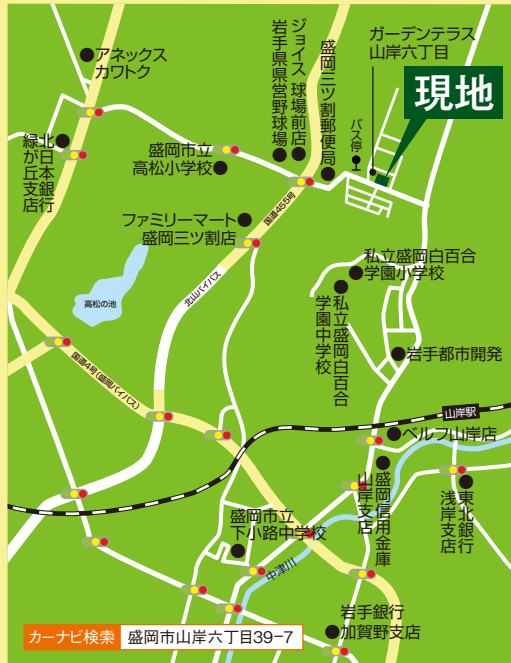 アネックス
カワトク
ジョイス 球場前店
岩手県県営野球場
盛岡三ツ割郵便局
ガーデンテラス
山岸六丁目
現地
バス停
北日本銀行
緑が丘支店
盛岡市立
高松小学校
国道455号
ファミリーマート
盛岡三ツ割店
私立盛岡白百合
学園小学校
私立盛岡白百合
学園中学校
高松の池
北山バイパス
岩手都市開発
国道4号(盛岡バイパス)
山岸駅
ベルフ山岸店
盛岡信用金庫
山岸支店
東北銀行
浅岸支店
盛岡市立
下小路中学校
中津川
岩手銀行
加賀野支店
カーナビ検索 盛岡市山岸六丁目39-7